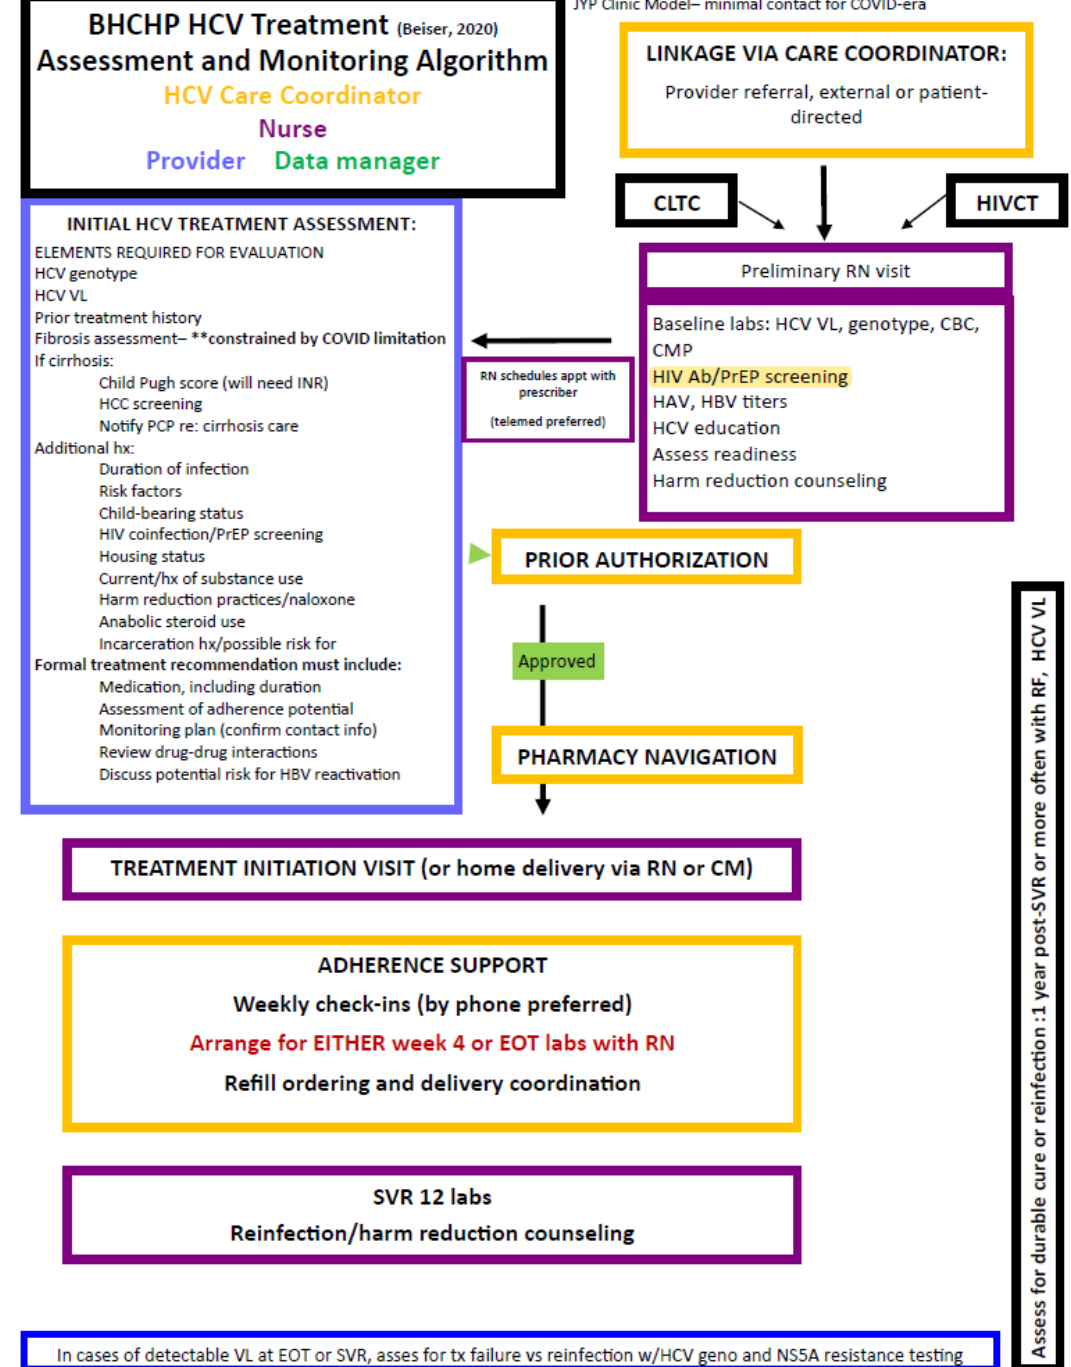 JYP Clinic Model– minimal contact for COVID-era
BHCHP HCV Treatment (Beiser, 2020)
Assessment and Monitoring Algorithm
HCV Care Coordinator
Nurse
Provider Data manager
LINKAGE VIA CARE COORDINATOR:
Provider referral, external or patient-
directed
CLTC
HIVCT
Preliminary RN visit
Baseline labs: HCV VL, genotype, CBC,
CMP
HIV Ab/PrEP screening
HAV, HBV titers
HCV education
Assess readiness
Harm reduction counseling
RN schedules appt with
prescriber
(telemed preferred)
INITIAL HCV TREATMENT ASSESSMENT:
ELEMENTS REQUIRED FOR EVALUATION
HCV genotype
HCV VL
Prior treatment history
Fibrosis assessment– **constrained by COVID limitation
If cirrhosis:
Child Pugh score (will need INR)
HCC screening
Notify PCP re: cirrhosis care
Additional hx:
Duration of infection
Risk factors
Child-bearing status
HIV coinfection/PrEP screening
Housing status
Current/hx of substance use
Harm reduction practices/naloxone
Anabolic steroid use
Incarceration hx/possible risk for
Formal treatment recommendation must include:
Medication, including duration
Assessment of adherence potential
Monitoring plan (confirm contact info)
Review drug-drug interactions
Discuss potential risk for HBV reactivation
PRIOR AUTHORIZATION
Approved
PHARMACY NAVIGATION
TREATMENT INITIATION VISIT (or home delivery via RN or CM)
ADHERENCE SUPPORT
Weekly check-ins (by phone preferred)
Arrange for EITHER week 4 or EOT labs with RN
Refill ordering and delivery coordination
SVR 12 labs
Reinfection/harm reduction counseling
Assess for durable cure or reinfection :1 year post-SVR or more often with RF, HCV VL
In cases of detectable VL at EOT or SVR, asses for tx failure vs reinfection w/HCV geno and NS5A resistance testing